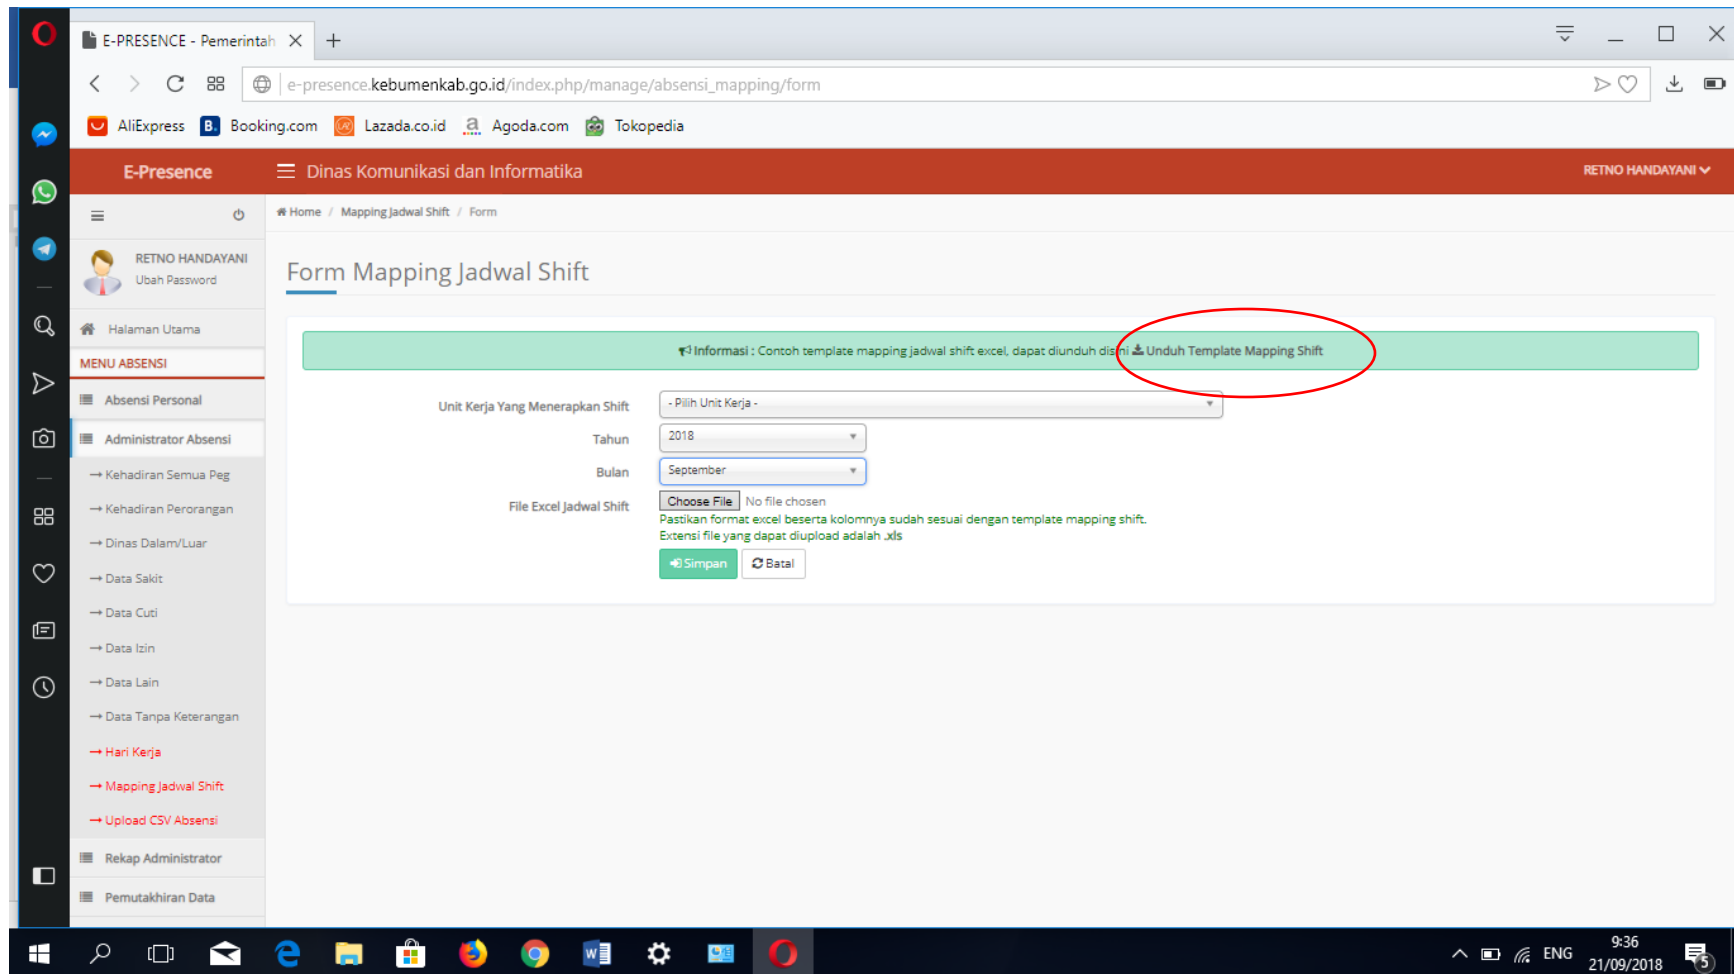 E-PRESENCE - Pemerintah
e-presence.kebumenkab.go.id/index.php/manage/absensi_mapping/form
AliExpress B. Booking.com Lazada.co.id a Agoda.com Tokopedia
E-Presence
Dinas Komunikasi dan Informatika
RETNO HANDAYANI
Home / Mapping Jadwal Shift / Form
RETNO HANDAYANI
Ubah Password
Form Mapping Jadwal Shift
Halaman Utama
MENU ABSENSI
Absensi Personal
Administrator Absensi
→ Kehadiran Semua Peg
→ Kehadiran Perorangan
→ Dinas Dalam/Luar
→ Data Sakit
→ Data Cuti
→ Data Izin
→ Data Lain
→ Data Tanpa Keterangan
→ Hari Kerja
→ Mapping Jadwal Shift
→ Upload CSV Absensi
Rekap Administrator
Pemutakhiran Data
Informasi : Contoh template mapping jadwal shift excel, dapat diunduh disini Unduh Template Mapping Shift
Unit Kerja Yang Menerapkan Shift - Pilih Unit Kerja -
Tahun 2018
Bulan September
File Excel Jadwal Shift Choose File No file chosen
Pastikan format excel beserta kolomnya sudah sesuai dengan template mapping shift.
Extensi file yang dapat diupload adalah .xls
Simpan Batal
ENG
9:36
21/09/2018
5